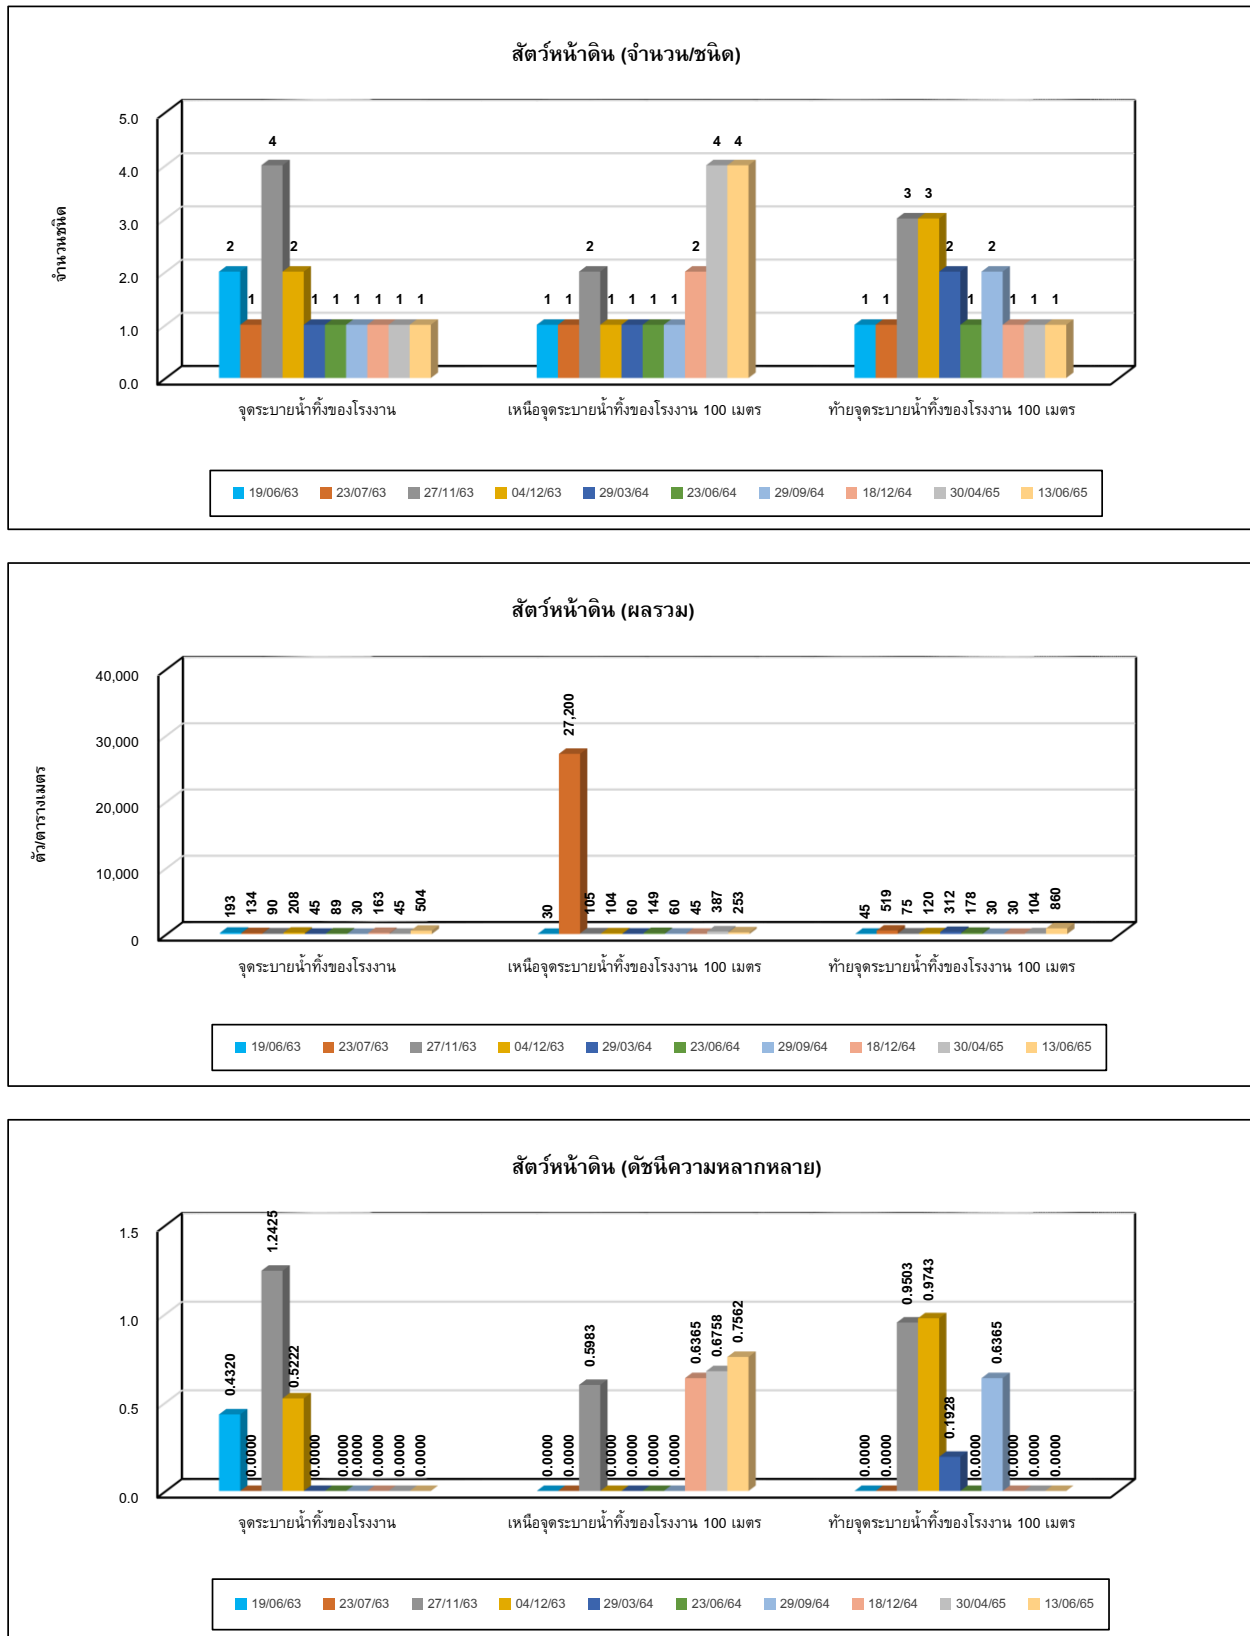 สัตว์หน้าดิน (จำนวน/ชนิด)
จำนวนชนิด
5.0
4.0
3.0
2.0
1.0
0.0
2 1 4 2 1 1 1 1 1 1
1 1 2 1 1 1 1 2 4 4
1 1 3 3 2 1 2 1 1 1
จุดระบายน้ำทิ้งของโรงงาน เหนือจุดระบายน้ำทิ้งของโรงงาน 100 เมตร ท้ายจุดระบายน้ำทิ้งของโรงงาน 100 เมตร
19/06/63 23/07/63 27/11/63 04/12/63 29/03/64 23/06/64 29/09/64 18/12/64 30/04/65 13/06/65
สัตว์หน้าดิน (ผลรวม)
ตัว/ตารางเมตร
40,000
30,000
20,000
10,000
0
193 134 90 208 45 89 30 163 45 504
30 27,200 105 104 60 149 60 45 387 253
45 519 75 120 312 178 30 30 104 860
จุดระบายน้ำทิ้งของโรงงาน เหนือจุดระบายน้ำทิ้งของโรงงาน 100 เมตร ท้ายจุดระบายน้ำทิ้งของโรงงาน 100 เมตร
19/06/63 23/07/63 27/11/63 04/12/63 29/03/64 23/06/64 29/09/64 18/12/64 30/04/65 13/06/65
สัตว์หน้าดิน (ดัชนีความหลากหลาย)
1.5
1.0
0.5
0.0
0.4320 0.0000 1.2425 0.5222 0.0000 0.0000 0.0000 0.0000 0.0000 0.0000
0.0000 0.0000 0.5983 0.0000 0.0000 0.0000 0.0000 0.6365 0.6758 0.7562
0.0000 0.0000 0.9503 0.9743 0.1928 0.0000 0.6365 0.0000 0.0000 0.0000
จุดระบายน้ำทิ้งของโรงงาน เหนือจุดระบายน้ำทิ้งของโรงงาน 100 เมตร ท้ายจุดระบายน้ำทิ้งของโรงงาน 100 เมตร
19/06/63 23/07/63 27/11/63 04/12/63 29/03/64 23/06/64 29/09/64 18/12/64 30/04/65 13/06/65